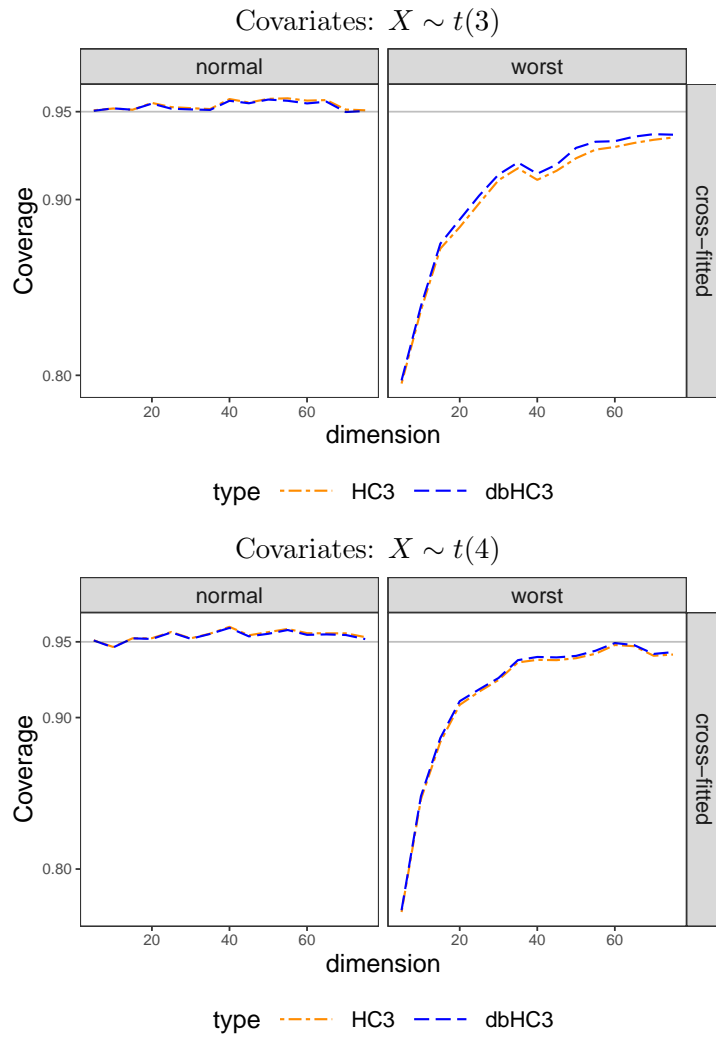 Covariates: X ∼ t(3)
normal
worst
0.95
0.90
0.80
Coverage
cross−fitted
20
40
60
20
40
60
dimension
type HC3 dbHC3
Covariates: X ∼ t(4)
normal
worst
0.95
0.90
0.80
Coverage
cross−fitted
20
40
60
20
40
60
dimension
type HC3 dbHC3